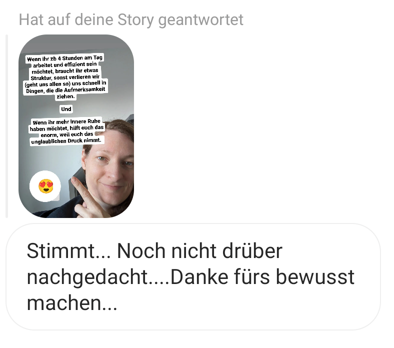 Hat auf deine Story geantwortet
Wenn ihr zb 4 Stunden am Tag
arbeitet und effizient sein
möchtet, braucht ihr etwas
Struktur, sonst verlieren wir
(geht uns allen so) uns schnell in
Dingen, die die Aufmerksamkeit
ziehen.
Und
Wenn ihr mehr innere Ruhe
haben möchtet, hilft euch das
enorm, weil euch das
unglaublichen Druck nimmt.
Stimmt... Noch nicht drüber
nachgedacht....Danke fürs bewusst
machen...